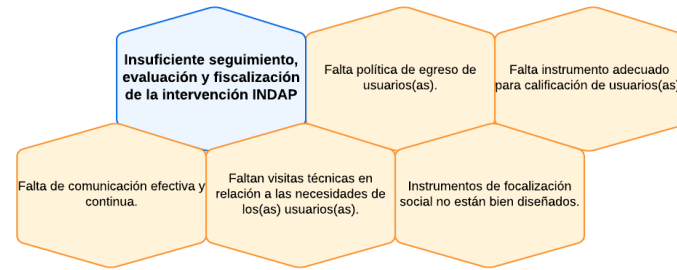 Insuficiente seguimiento,
evaluación y fiscalización
de la intervención INDAP
Falta política de egreso de
usuarios(as).
Falta instrumento adecuado
para calificación de usuarios(as)
Falta de comunicación efectiva y
continua.
Faltan visitas técnicas en
relación a las necesidades de
los(as) usuarios(as).
Instrumentos de focalización
social no están bien diseñados.